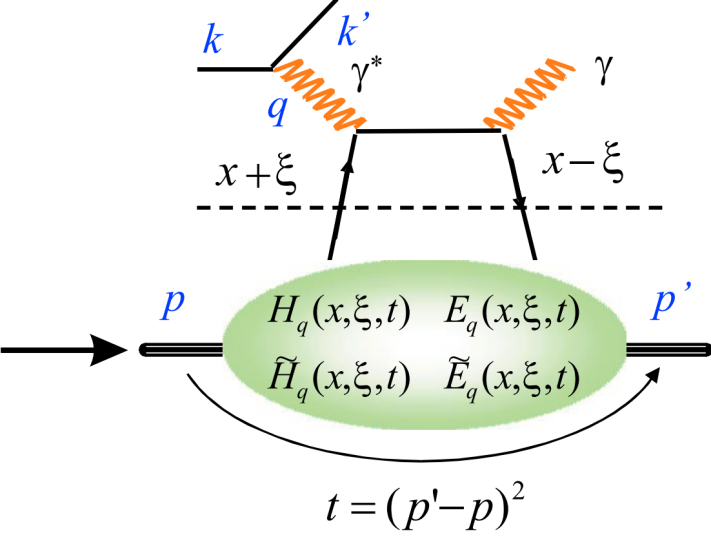 k k’
γ* γ
q
x+ξ x−ξ
p p’
H_q(x,ξ,t) E_q(x,ξ,t)
H̃_q(x,ξ,t) Ẽ_q(x,ξ,t)
t=(p'−p)²